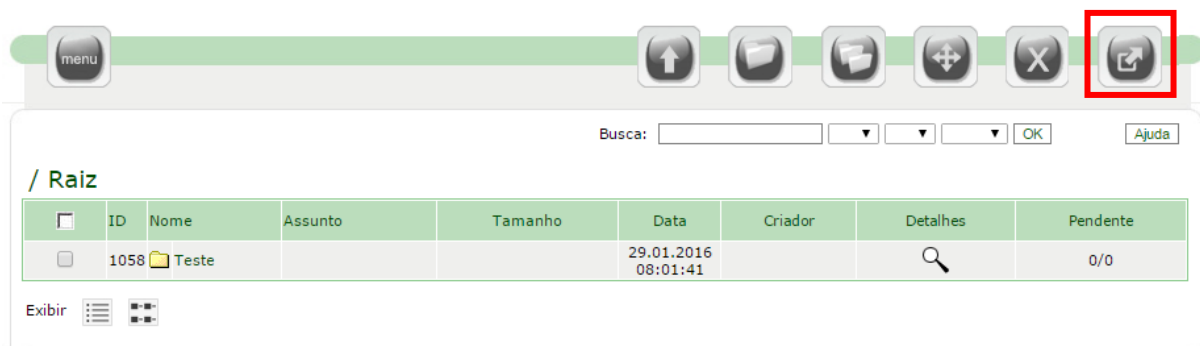 menu
X
Busca: OK Ajuda
/ Raiz
ID Nome Assunto Tamanho Data Criador Detalhes Pendente
1058 Teste 29.01.2016 08:01:41 0/0
Exibir